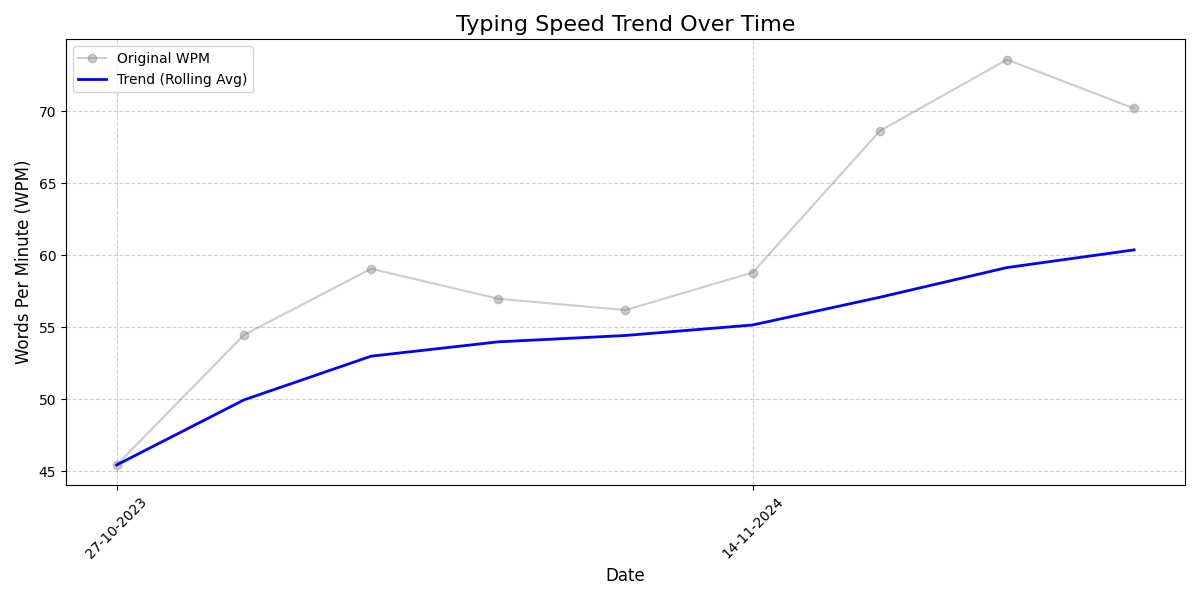 Typing Speed Trend Over Time
Original WPM
Trend (Rolling Avg)
Words Per Minute (WPM)
70
65
60
55
50
45
27-10-2023
14-11-2024
Date